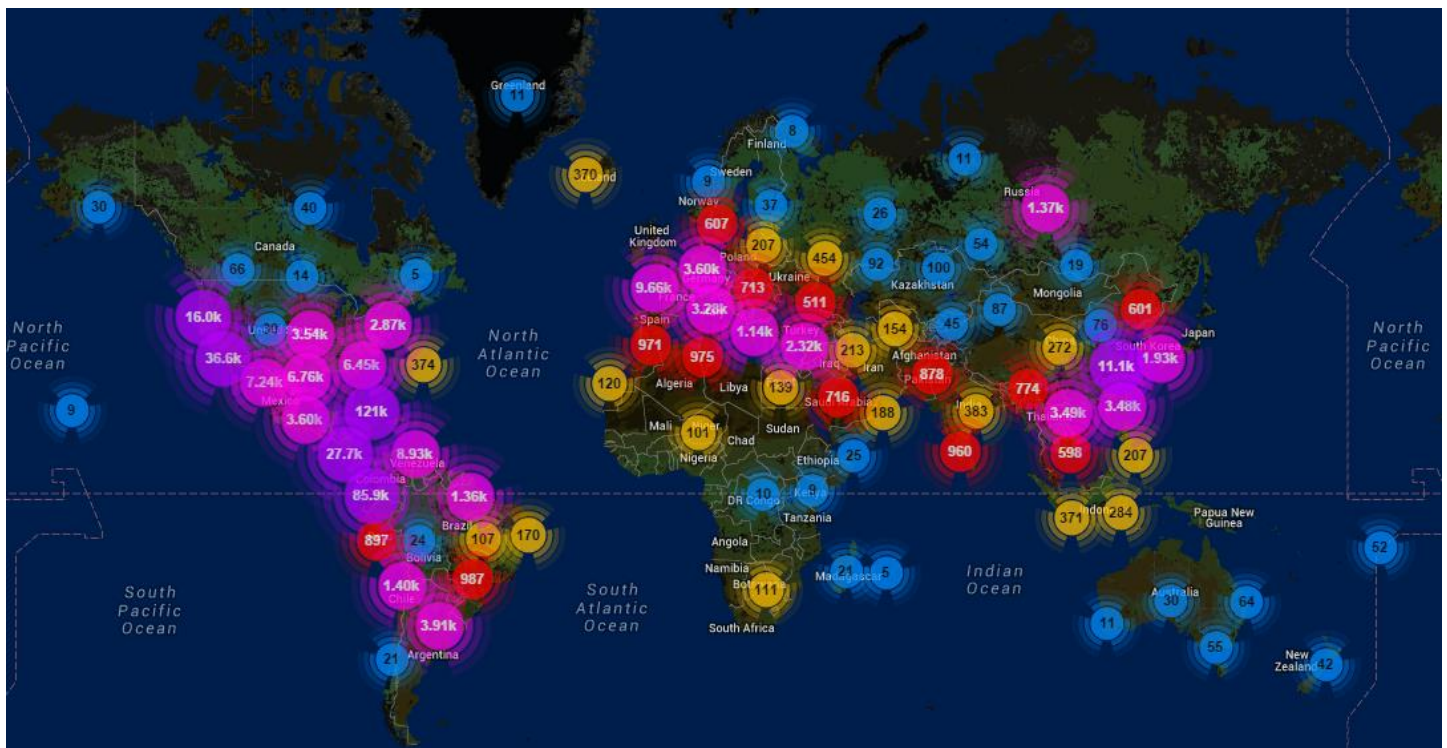 Greenland
11
8
Finland
11
370
Sweden
9
Russia
30
40
Norway
37
26
1.37k
607
United
Kingdom
207
Canada
Poland
454
54
66
14
5
3.60k
Ukraine
92
100
19
Kazakhstan
Mongolia
9.66k
France
713
16.0k
3.28k
511
87
601
North
Pacific
Ocean
3.54k
2.87k
North
Atlantic
Ocean
Spain
1.14k
Turkey
154
45
76
Japan
North
Pacific
Ocean
36.6k
971
975
2.32k
213
Iraq
Iran
Afghanistan
272
South Korea
1.93k
7.24k
6.76k
6.45k
374
11.1k
Mexico
120
Algeria
Libya
139
716
Saudi Arabia
878
Pakistan
774
9
3.60k
121k
188
383
3.49k
3.48k
Mali
101
Chad
Sudan
Nigeria
27.7k
8.93k
Venezuela
Ethiopia
25
960
598
207
Colombia
85.9k
1.36k
10
DR Congo
9
Kenya
Tanzania
371
284
Papua New
Guinea
Brazil
897
24
107
170
Bolivia
Angola
52
South
Pacific
Ocean
1.40k
Chile
987
South
Atlantic
Ocean
Namibia
111
Madagascar
21
5
Indian
Ocean
Australia
30
64
3.91k
South Africa
11
55
Argentina
21
New
Zealand
42